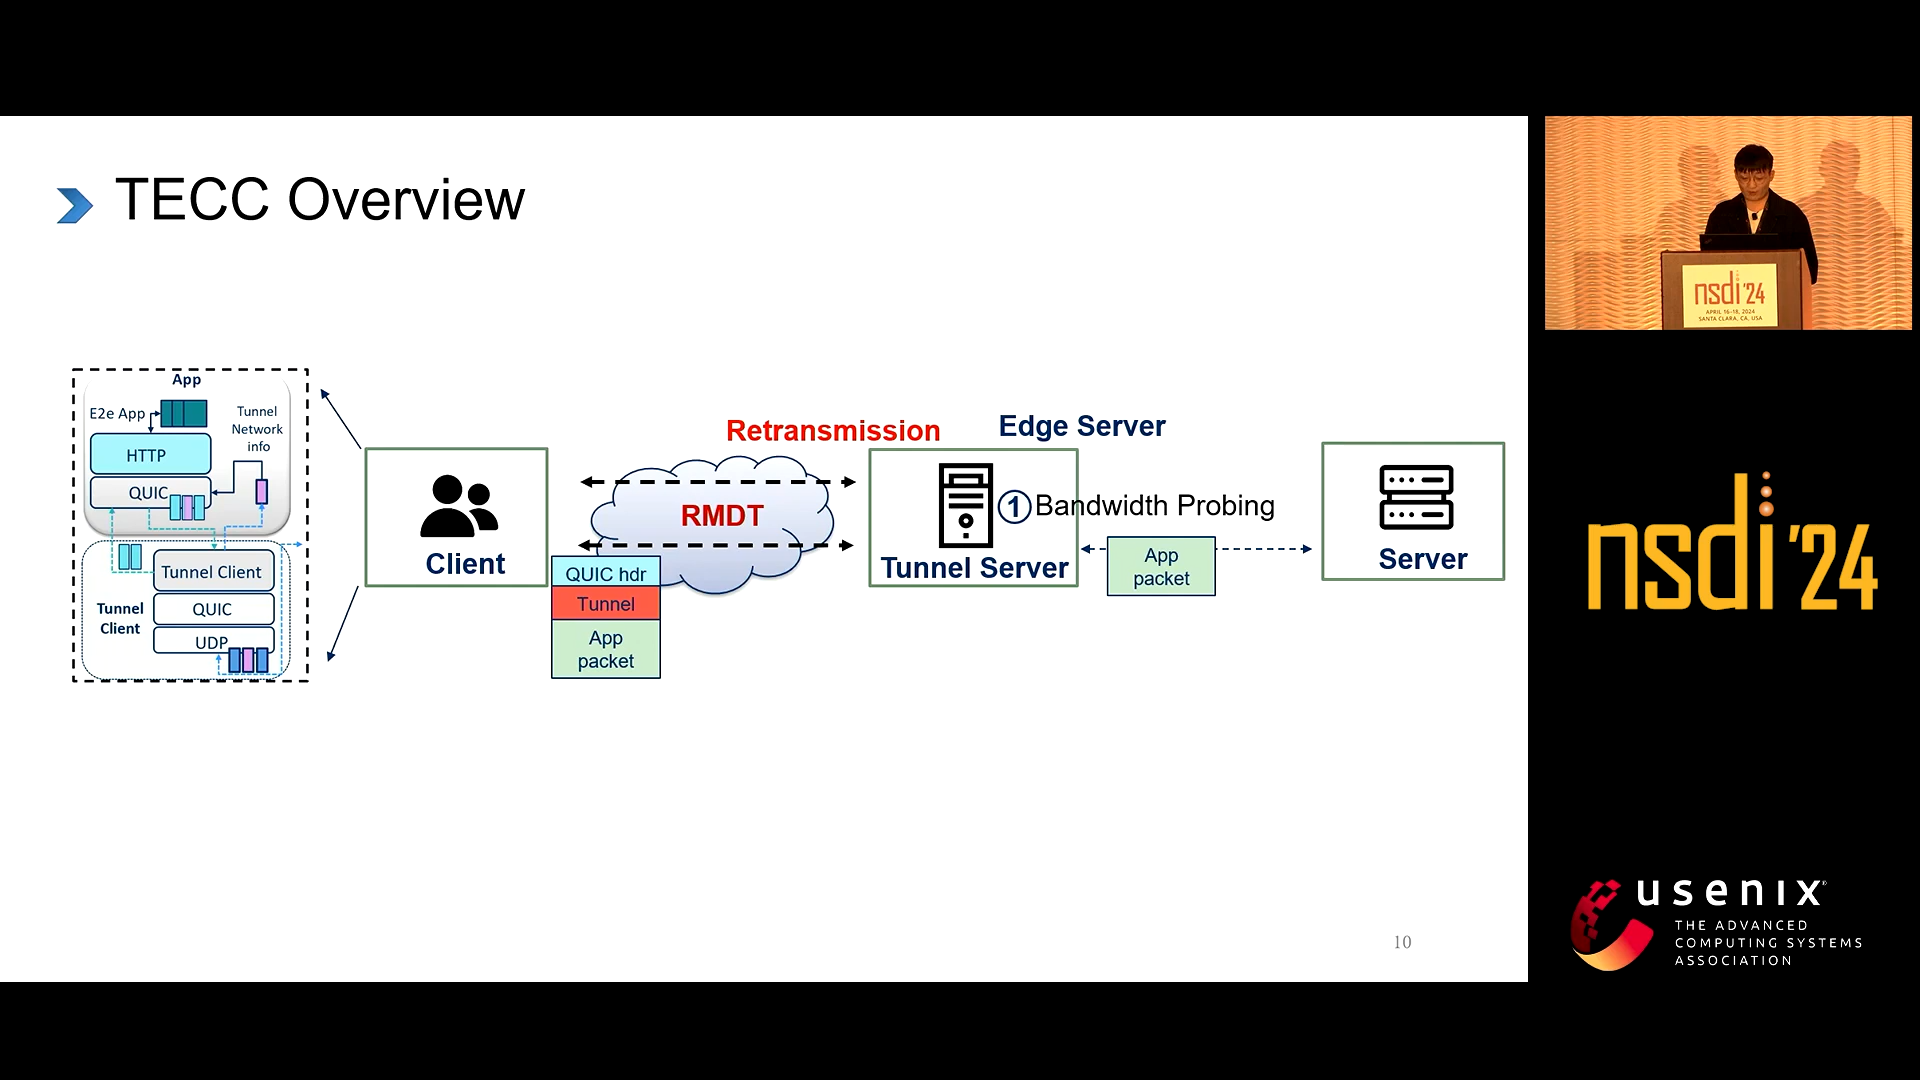 TECC Overview
App
E2e App
Tunnel
Network
info
HTTP
QUIC
Tunnel Client
Tunnel
Client
QUIC
UDP
Client
Retransmission
RMDT
QUIC hdr
Tunnel
App
packet
Edge Server
1 Bandwidth Probing
Tunnel Server
App
packet
Server
10
nsdi '24
APRIL 16-18, 2024
SANTA CLARA, CA, USA
nsdi '24
usenix®
THE ADVANCED
COMPUTING SYSTEMS
ASSOCIATION